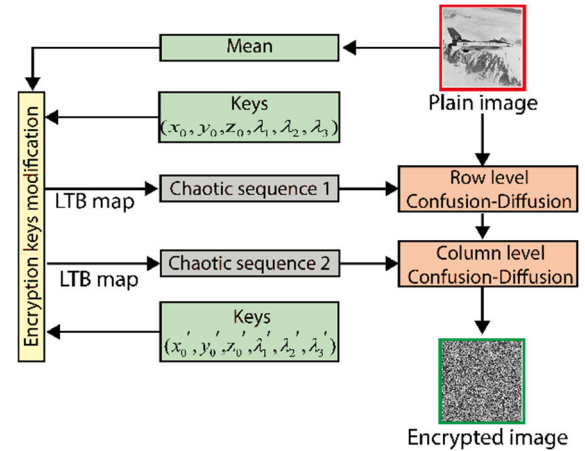 Mean
Plain image
Keys
(x₀, y₀, z₀, λ₁, λ₂, λ₃)
Encryption keys modification
LTB map
Chaotic sequence 1
Row level
Confusion-Diffusion
LTB map
Chaotic sequence 2
Column level
Confusion-Diffusion
Keys
(x₀′, y₀′, z₀′, λ₁′, λ₂′, λ₃′)
Encrypted image